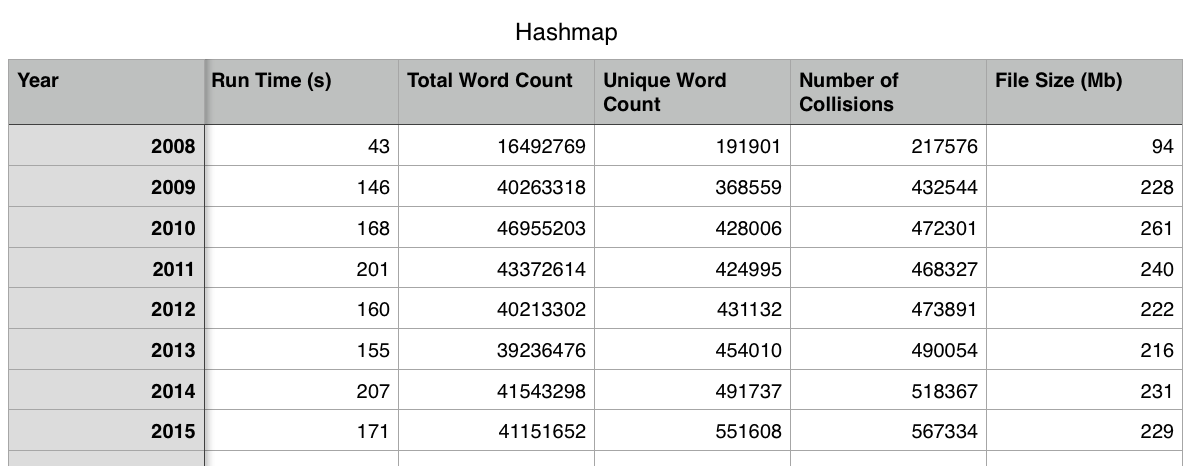 Hashmap
Year Run Time (s) Total Word Count Unique Word Count Number of Collisions File Size (Mb)
2008 43 16492769 191901 217576 94
2009 146 40263318 368559 432544 228
2010 168 46955203 428006 472301 261
2011 201 43372614 424995 468327 240
2012 160 40213302 431132 473891 222
2013 155 39236476 454010 490054 216
2014 207 41543298 491737 518367 231
2015 171 41151652 551608 567334 229